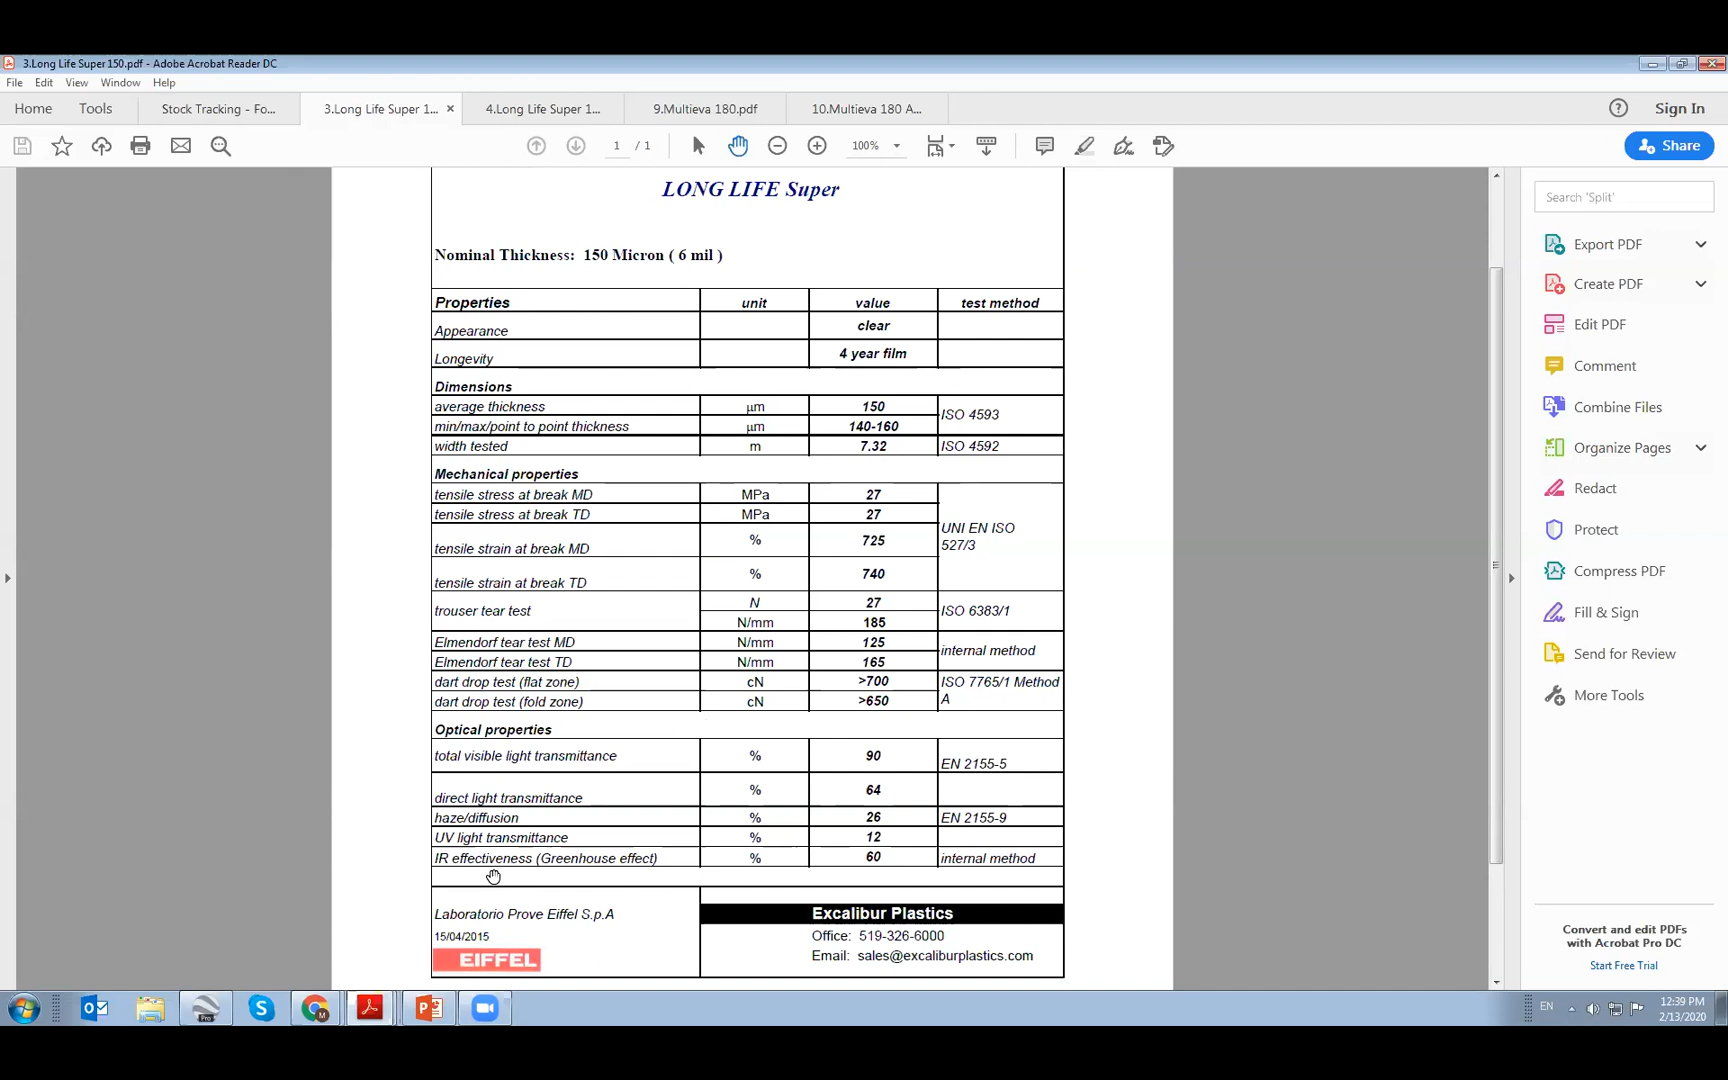 3.Long Life Super 150.pdf - Adobe Acrobat Reader DC
File Edit View Window Help
Home Tools Stock Tracking - Fo... 3.Long Life Super 1... × 4.Long Life Super 1... 9.Multieva 180.pdf 10.Multieva 180 A... Sign In
1 / 1 100% Share
LONG LIFE Super
Nominal Thickness: 150 Micron ( 6 mil )
Properties unit value test method
Appearance clear
Longevity 4 year film
Dimensions
average thickness µm 150 ISO 4593
min/max/point to point thickness µm 140-160
width tested m 7.32 ISO 4592
Mechanical properties
tensile stress at break MD MPa 27
tensile stress at break TD MPa 27 UNI EN ISO
527/3
tensile strain at break MD % 725
tensile strain at break TD % 740
trouser tear test N 27 ISO 6383/1
N/mm 185
Elmendorf tear test MD N/mm 125 internal method
Elmendorf tear test TD N/mm 165
dart drop test (flat zone) cN >700 ISO 7765/1 Method
A
dart drop test (fold zone) cN >650
Optical properties
total visible light transmittance % 90 EN 2155-5
direct light transmittance % 64
haze/diffusion % 26 EN 2155-9
UV light transmittance % 12
IR effectiveness (Greenhouse effect) % 60 internal method
Laboratorio Prove Eiffel S.p.A
15/04/2015
EIFFEL
Excalibur Plastics
Office: 519-326-6000
Email: sales@excaliburplastics.com
Search 'Split'
Export PDF
Create PDF
Edit PDF
Comment
Combine Files
Organize Pages
Redact
Protect
Compress PDF
Fill & Sign
Send for Review
More Tools
Convert and edit PDFs
with Acrobat Pro DC
Start Free Trial
EN 12:39 PM
2/13/2020